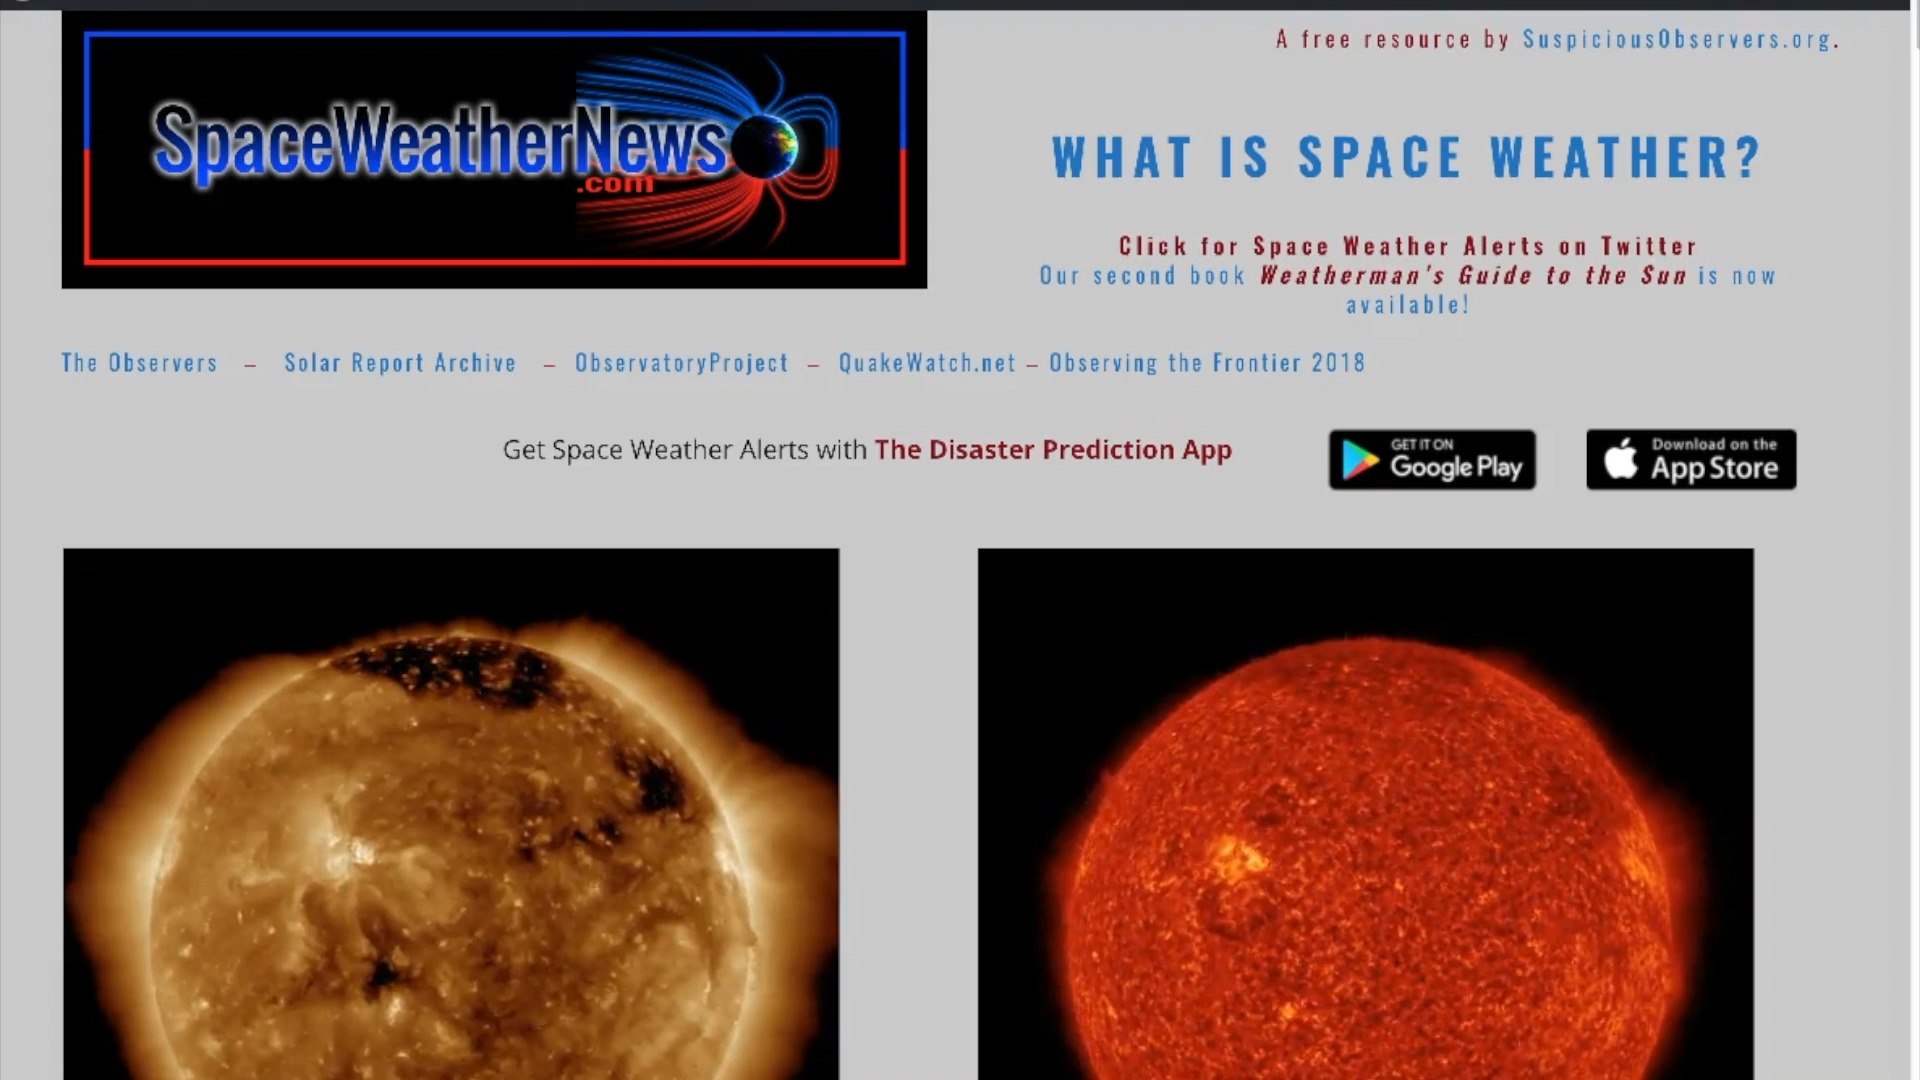 A free resource by SuspiciousObservers.org.
SpaceWeatherNews
.com
WHAT IS SPACE WEATHER?
Click for Space Weather Alerts on Twitter
Our second book Weatherman's Guide to the Sun is now
available!
The Observers – Solar Report Archive – ObservatoryProject – QuakeWatch.net – Observing the Frontier 2018
Get Space Weather Alerts with The Disaster Prediction App
GET IT ON
Google Play
Download on the
App Store